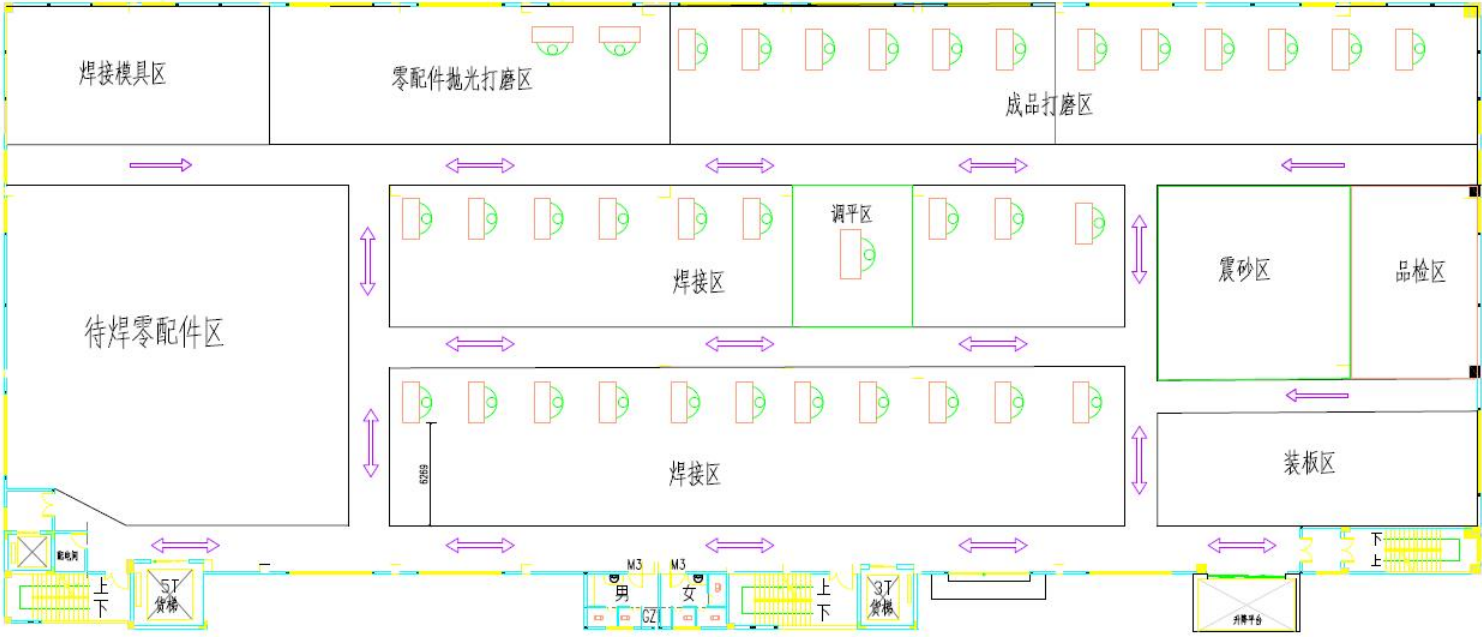 焊接模具区
零配件抛光打磨区
成品打磨区
调平区
焊接区
震砂区
品检区
待焊零配件区
焊接区
6269
装板区
配电间
上
下
5T
货梯
M3
M3
男
女
GZ
上
下
3T
货梯
下
上
升降平台